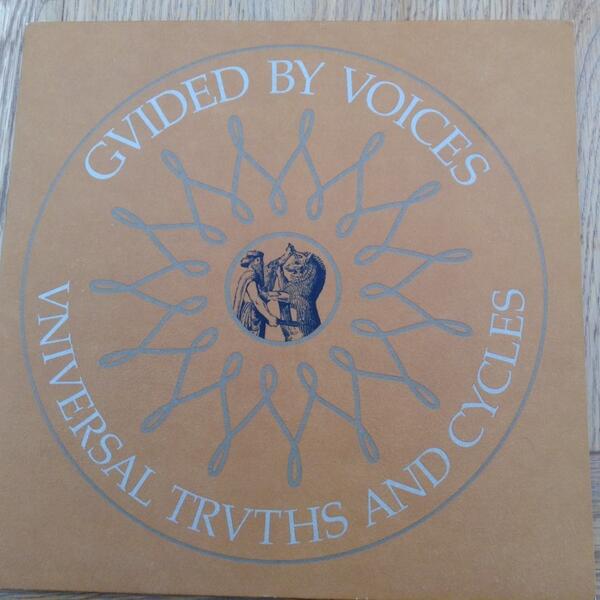 GVIDED BY VOICES
VNIVERSAL TRVTHS AND CYCLES